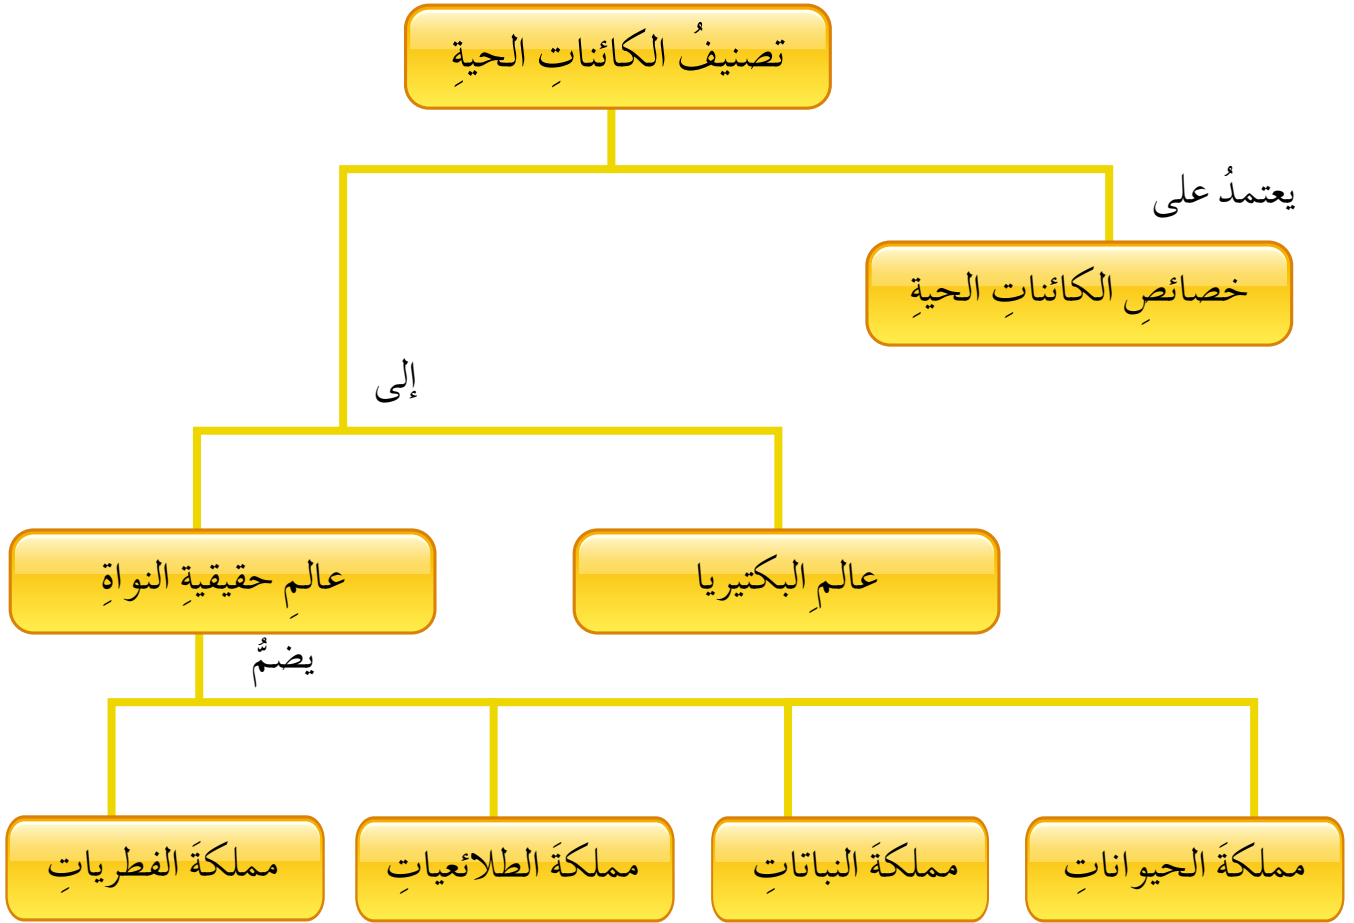 تصنيفُ الكائناتِ الحيةِ
يعتمدُ على
خصائصِ الكائناتِ الحيةِ
إلى
عالمِ البكتيريا
عالمِ حقيقيةِ النواةِ
يضمُّ
مملكةَ الحيواناتِ
مملكةَ النباتاتِ
مملكةَ الطلائعياتِ
مملكةَ الفطرياتِ